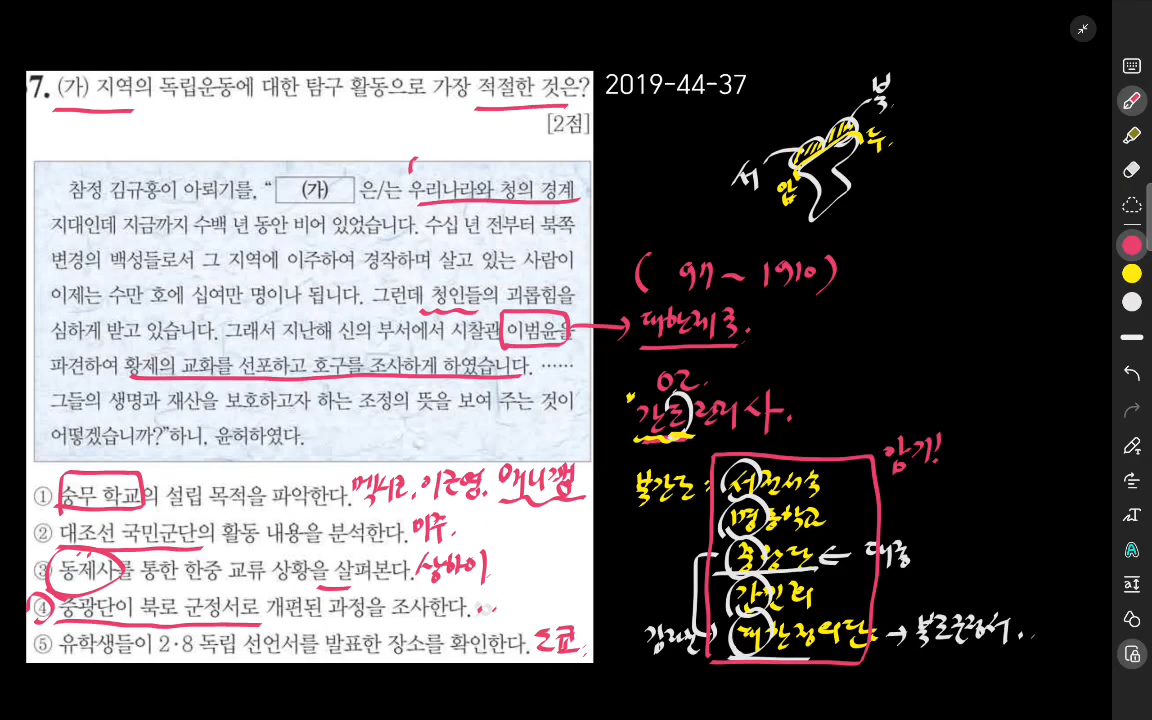 37. (가) 지역의 독립운동에 대한 탐구 활동으로 가장 적절한 것은?
[2점]
참정 김규홍이 아뢰기를, “ (가) 은/는 우리나라와 청의 경계
지대인데 지금까지 수백 년 동안 비어 있었습니다. 수십 년 전부터 북쪽
변경의 백성들로서 그 지역에 이주하여 경작하며 살고 있는 사람이
이제는 수만 호에 십여만 명이나 됩니다. 그런데 청인들의 괴롭힘을
심하게 받고 있습니다. 그래서 지난해 신의 부서에서 시찰관 이범윤을
파견하여 황제의 교화를 선포하고 호구를 조사하게 하였습니다. ……
그들의 생명과 재산을 보호하고자 하는 조정의 뜻을 보여 주는 것이
어떻겠습니까?”하니, 윤허하였다.
① 숭무 학교의 설립 목적을 파악한다. 멕시코, 이근영, 애니깽
② 대조선 국민군단의 활동 내용을 분석한다. 미주.
③ 동제사를 통한 한중 교류 상황을 살펴본다. 상하이
④ 중광단이 북로 군정서로 개편된 과정을 조사한다.
⑤ 유학생들이 2·8 독립 선언서를 발표한 장소를 확인한다. 도쿄.
2019-44-37
북
두.
서
압
( 97 ~ 1910 )
→ 대한제국.
02.
간도관리사.
암기!
북간도 : 서전서숙
명동학교
중광단 ← 대종
간민회
대한정의단 → 북로군정서.